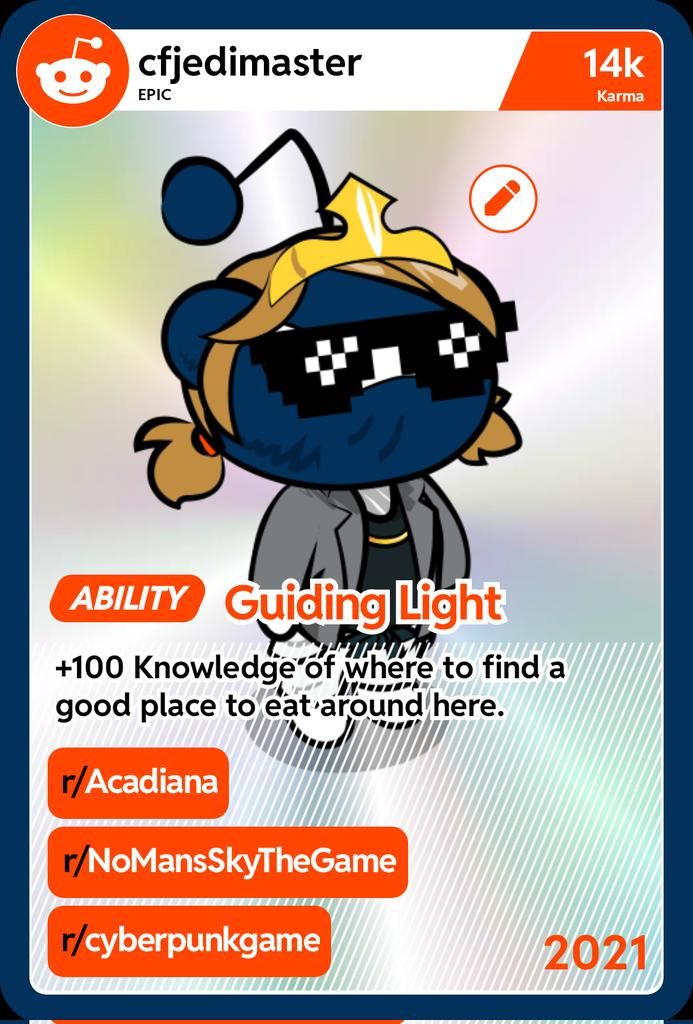 cfjedimaster
EPIC
14k
Karma
ABILITY
Guiding Light
+100 Knowledge of where to find a
good place to eat around here.
r/Acadiana
r/NoMansSkyTheGame
r/cyberpunkgame
2021